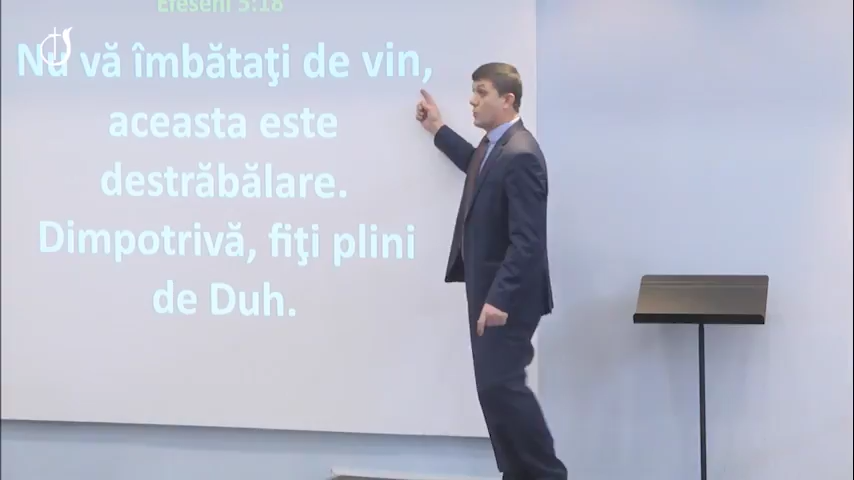 Efeseni 5:18
Nu vă îmbătaţi de vin,
aceasta este
destrăbălare.
Dimpotrivă, fiţi plini
de Duh.